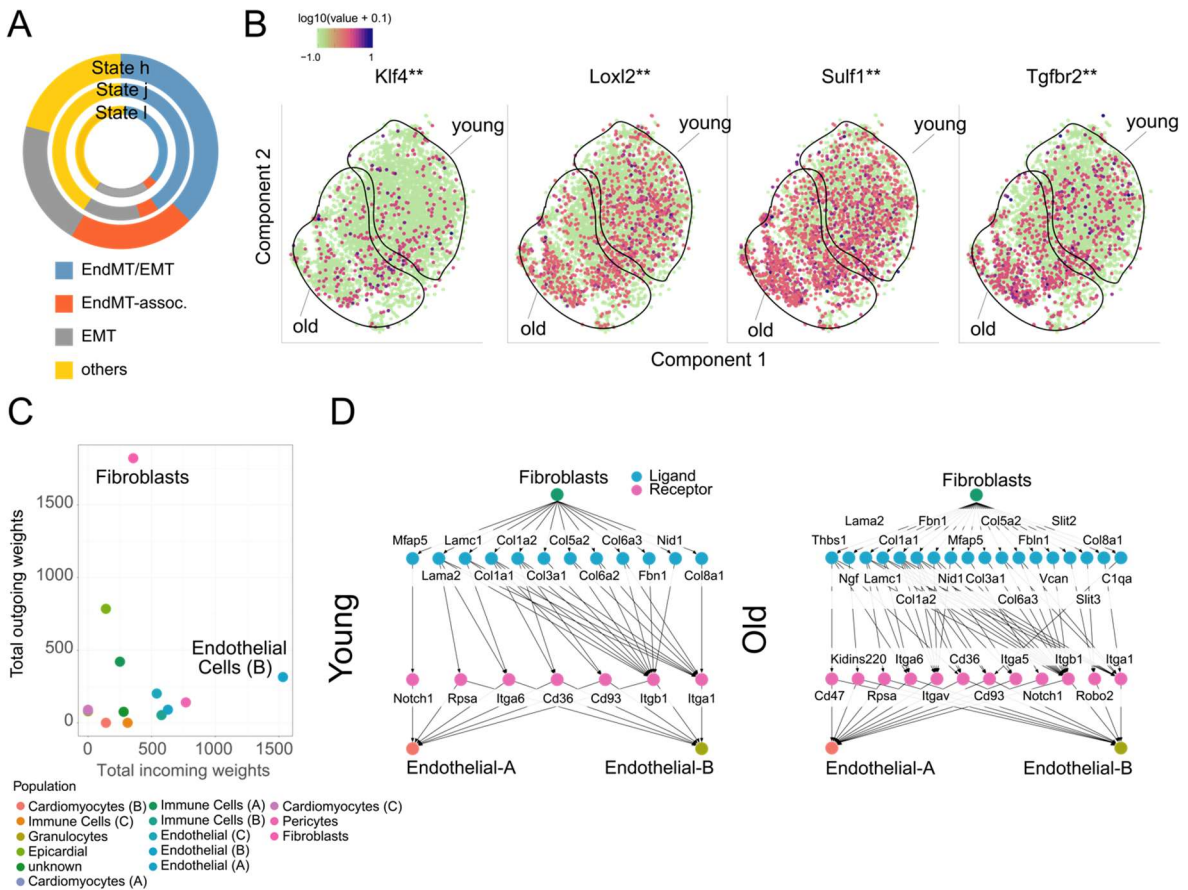 A
State h
State j
State l
EndMT/EMT
EndMT-assoc.
EMT
others
B
log10(value + 0.1)
−1.0 1
Klf4** Loxl2** Sulf1** Tgfbr2**
young young young young
Component 2
old old old old
Component 1
C
Total outgoing weights
1500
1000
500
0
Fibroblasts
Endothelial
Cells (B)
0 500 1000 1500
Total incoming weights
Population
Cardiomyocytes (B) Immune Cells (A) Cardiomyocytes (C)
Immune Cells (C) Immune Cells (B) Pericytes
Granulocytes Endothelial (C) Fibroblasts
Epicardial Endothelial (B)
unknown Endothelial (A)
Cardiomyocytes (A)
D
Young
Fibroblasts
Ligand
Receptor
Mfap5 Lamc1 Col1a2 Col5a2 Col6a3 Nid1
Lama2 Col1a1 Col3a1 Col6a2 Fbn1 Col8a1
Notch1 Rpsa Itga6 Cd36 Cd93 Itgb1 Itga1
Endothelial-A Endothelial-B
Old
Fibroblasts
Lama2 Fbn1 Col5a2 Slit2
Thbs1 Col1a1 Mfap5 Fbln1 Col8a1
Ngf Lamc1 Nid1 Col3a1 Vcan C1qa
Col1a2 Col6a3 Slit3
Kidins220 Itga6 Cd36 Itga5 Itgb1 Itga1
Cd47 Rpsa Itgav Cd93 Notch1 Robo2
Endothelial-A Endothelial-B